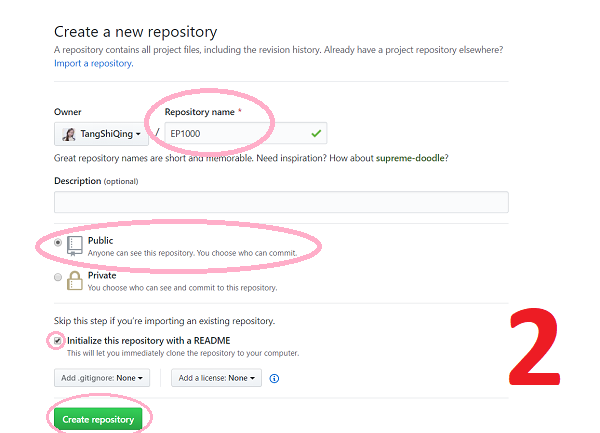 Create a new repository
A repository contains all project files, including the revision history. Already have a project repository elsewhere?
Import a repository.
Owner Repository name *
TangShiQing / EP1000
Great repository names are short and memorable. Need inspiration? How about supreme-doodle?
Description (optional)
Public
Anyone can see this repository. You choose who can commit.
Private
You choose who can see and commit to this repository.
Skip this step if you're importing an existing repository.
Initialize this repository with a README
This will let you immediately clone the repository to your computer.
Add .gitignore: None Add a license: None
Create repository
2